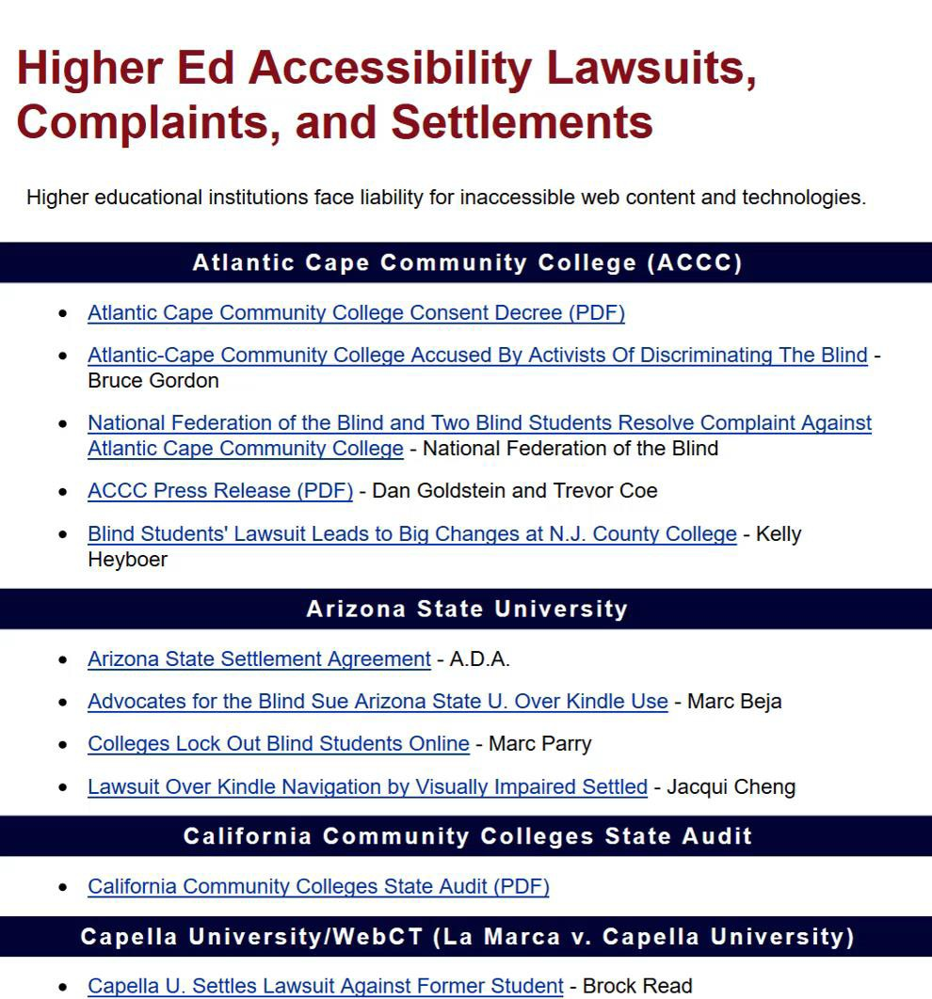 Higher Ed Accessibility Lawsuits,
Complaints, and Settlements
Higher educational institutions face liability for inaccessible web content and technologies.
Atlantic Cape Community College (ACCC)
• Atlantic Cape Community College Consent Decree (PDF)
• Atlantic-Cape Community College Accused By Activists Of Discriminating The Blind -
Bruce Gordon
• National Federation of the Blind and Two Blind Students Resolve Complaint Against
Atlantic Cape Community College - National Federation of the Blind
• ACCC Press Release (PDF) - Dan Goldstein and Trevor Coe
• Blind Students' Lawsuit Leads to Big Changes at N.J. County College - Kelly
Heyboer
Arizona State University
• Arizona State Settlement Agreement - A.D.A.
• Advocates for the Blind Sue Arizona State U. Over Kindle Use - Marc Beja
• Colleges Lock Out Blind Students Online - Marc Parry
• Lawsuit Over Kindle Navigation by Visually Impaired Settled - Jacqui Cheng
California Community Colleges State Audit
• California Community Colleges State Audit (PDF)
Capella University/WebCT (La Marca v. Capella University)
• Capella U. Settles Lawsuit Against Former Student - Brock Read